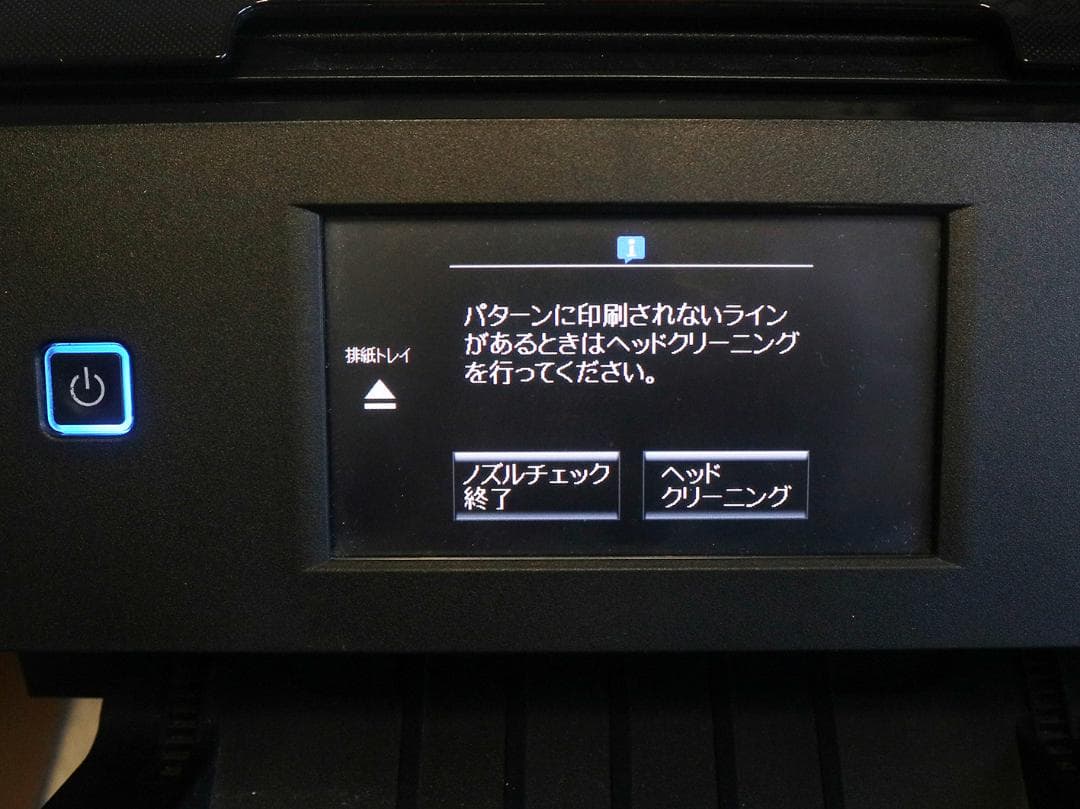 排紙トレイ
パターンに印刷されないライン
があるときはヘッドクリーニング
を行ってください。
ノズルチェック
終了
ヘッド
クリーニング